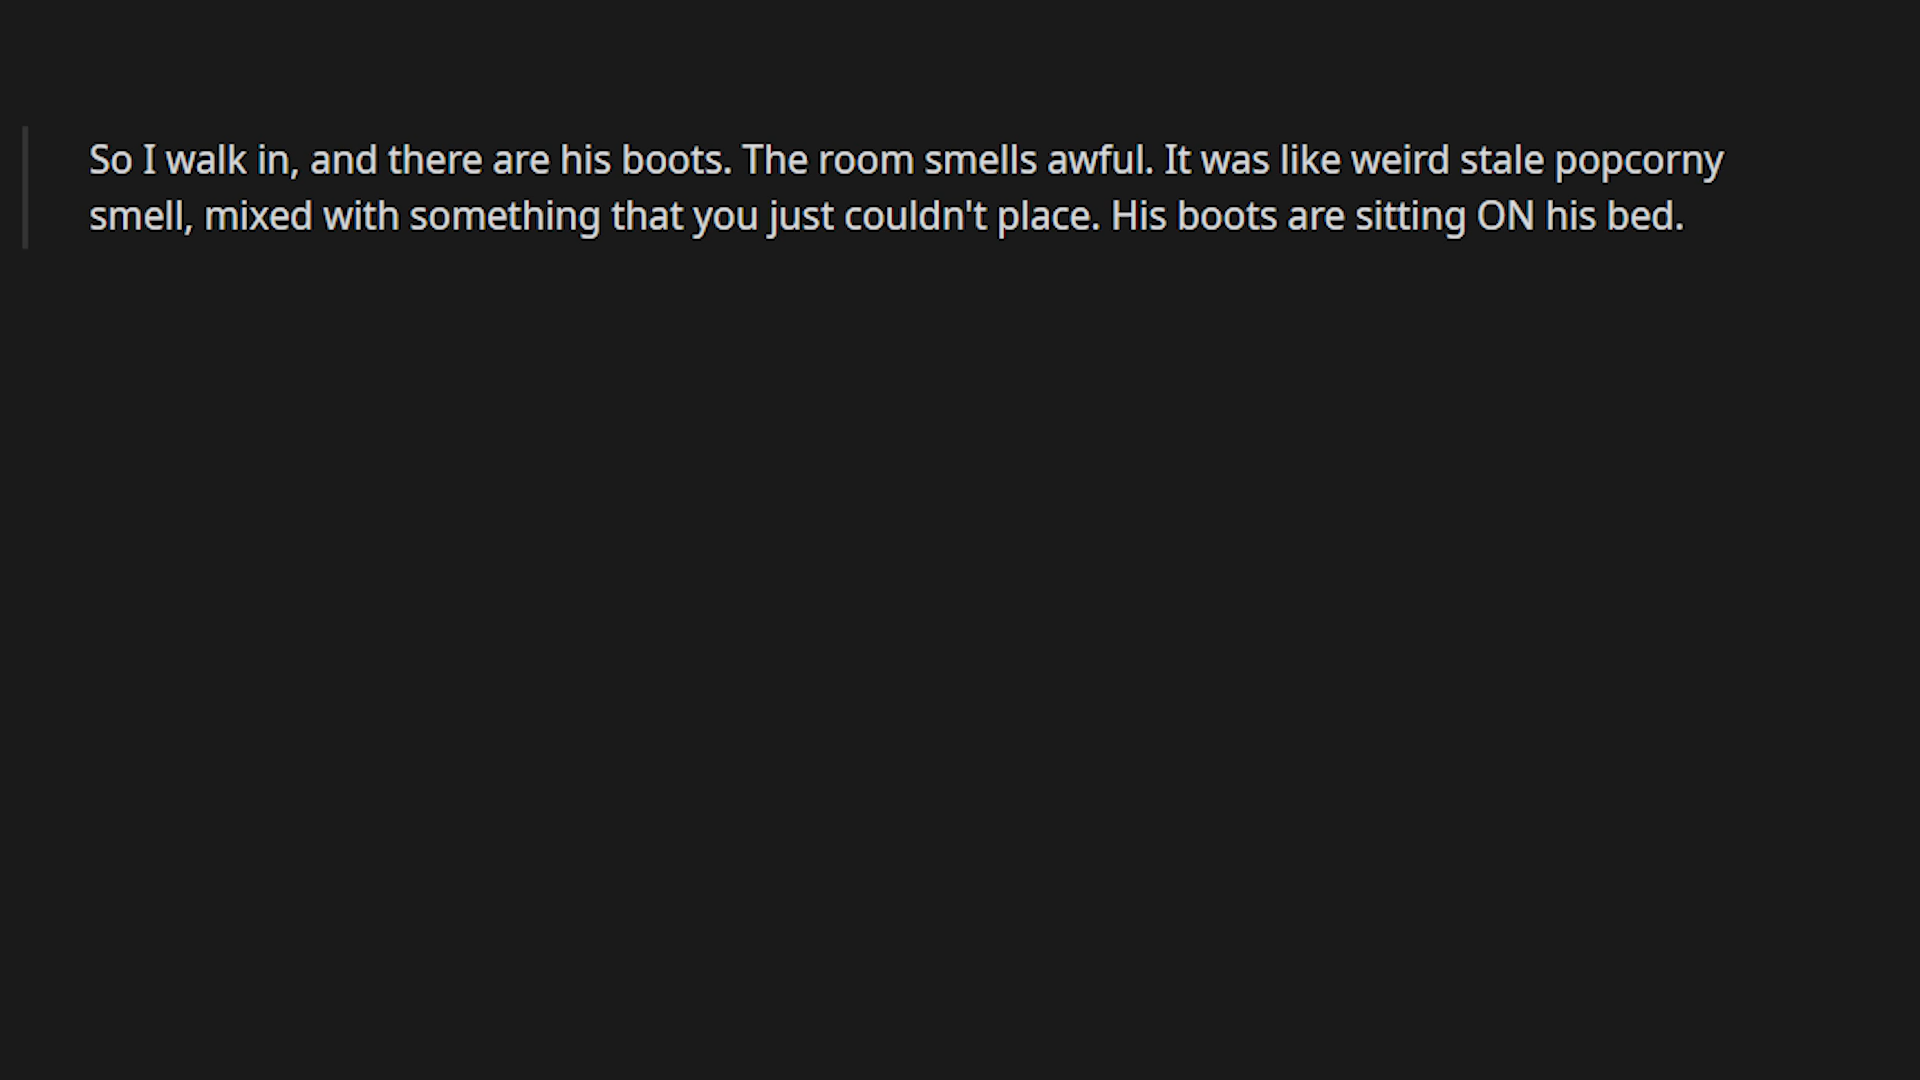 So I walk in, and there are his boots. The room smells awful. It was like weird stale popcorny
smell, mixed with something that you just couldn't place. His boots are sitting ON his bed.